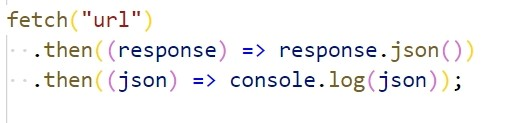 fetch("url")
  .then((response) => response.json())
  .then((json) => console.log(json));